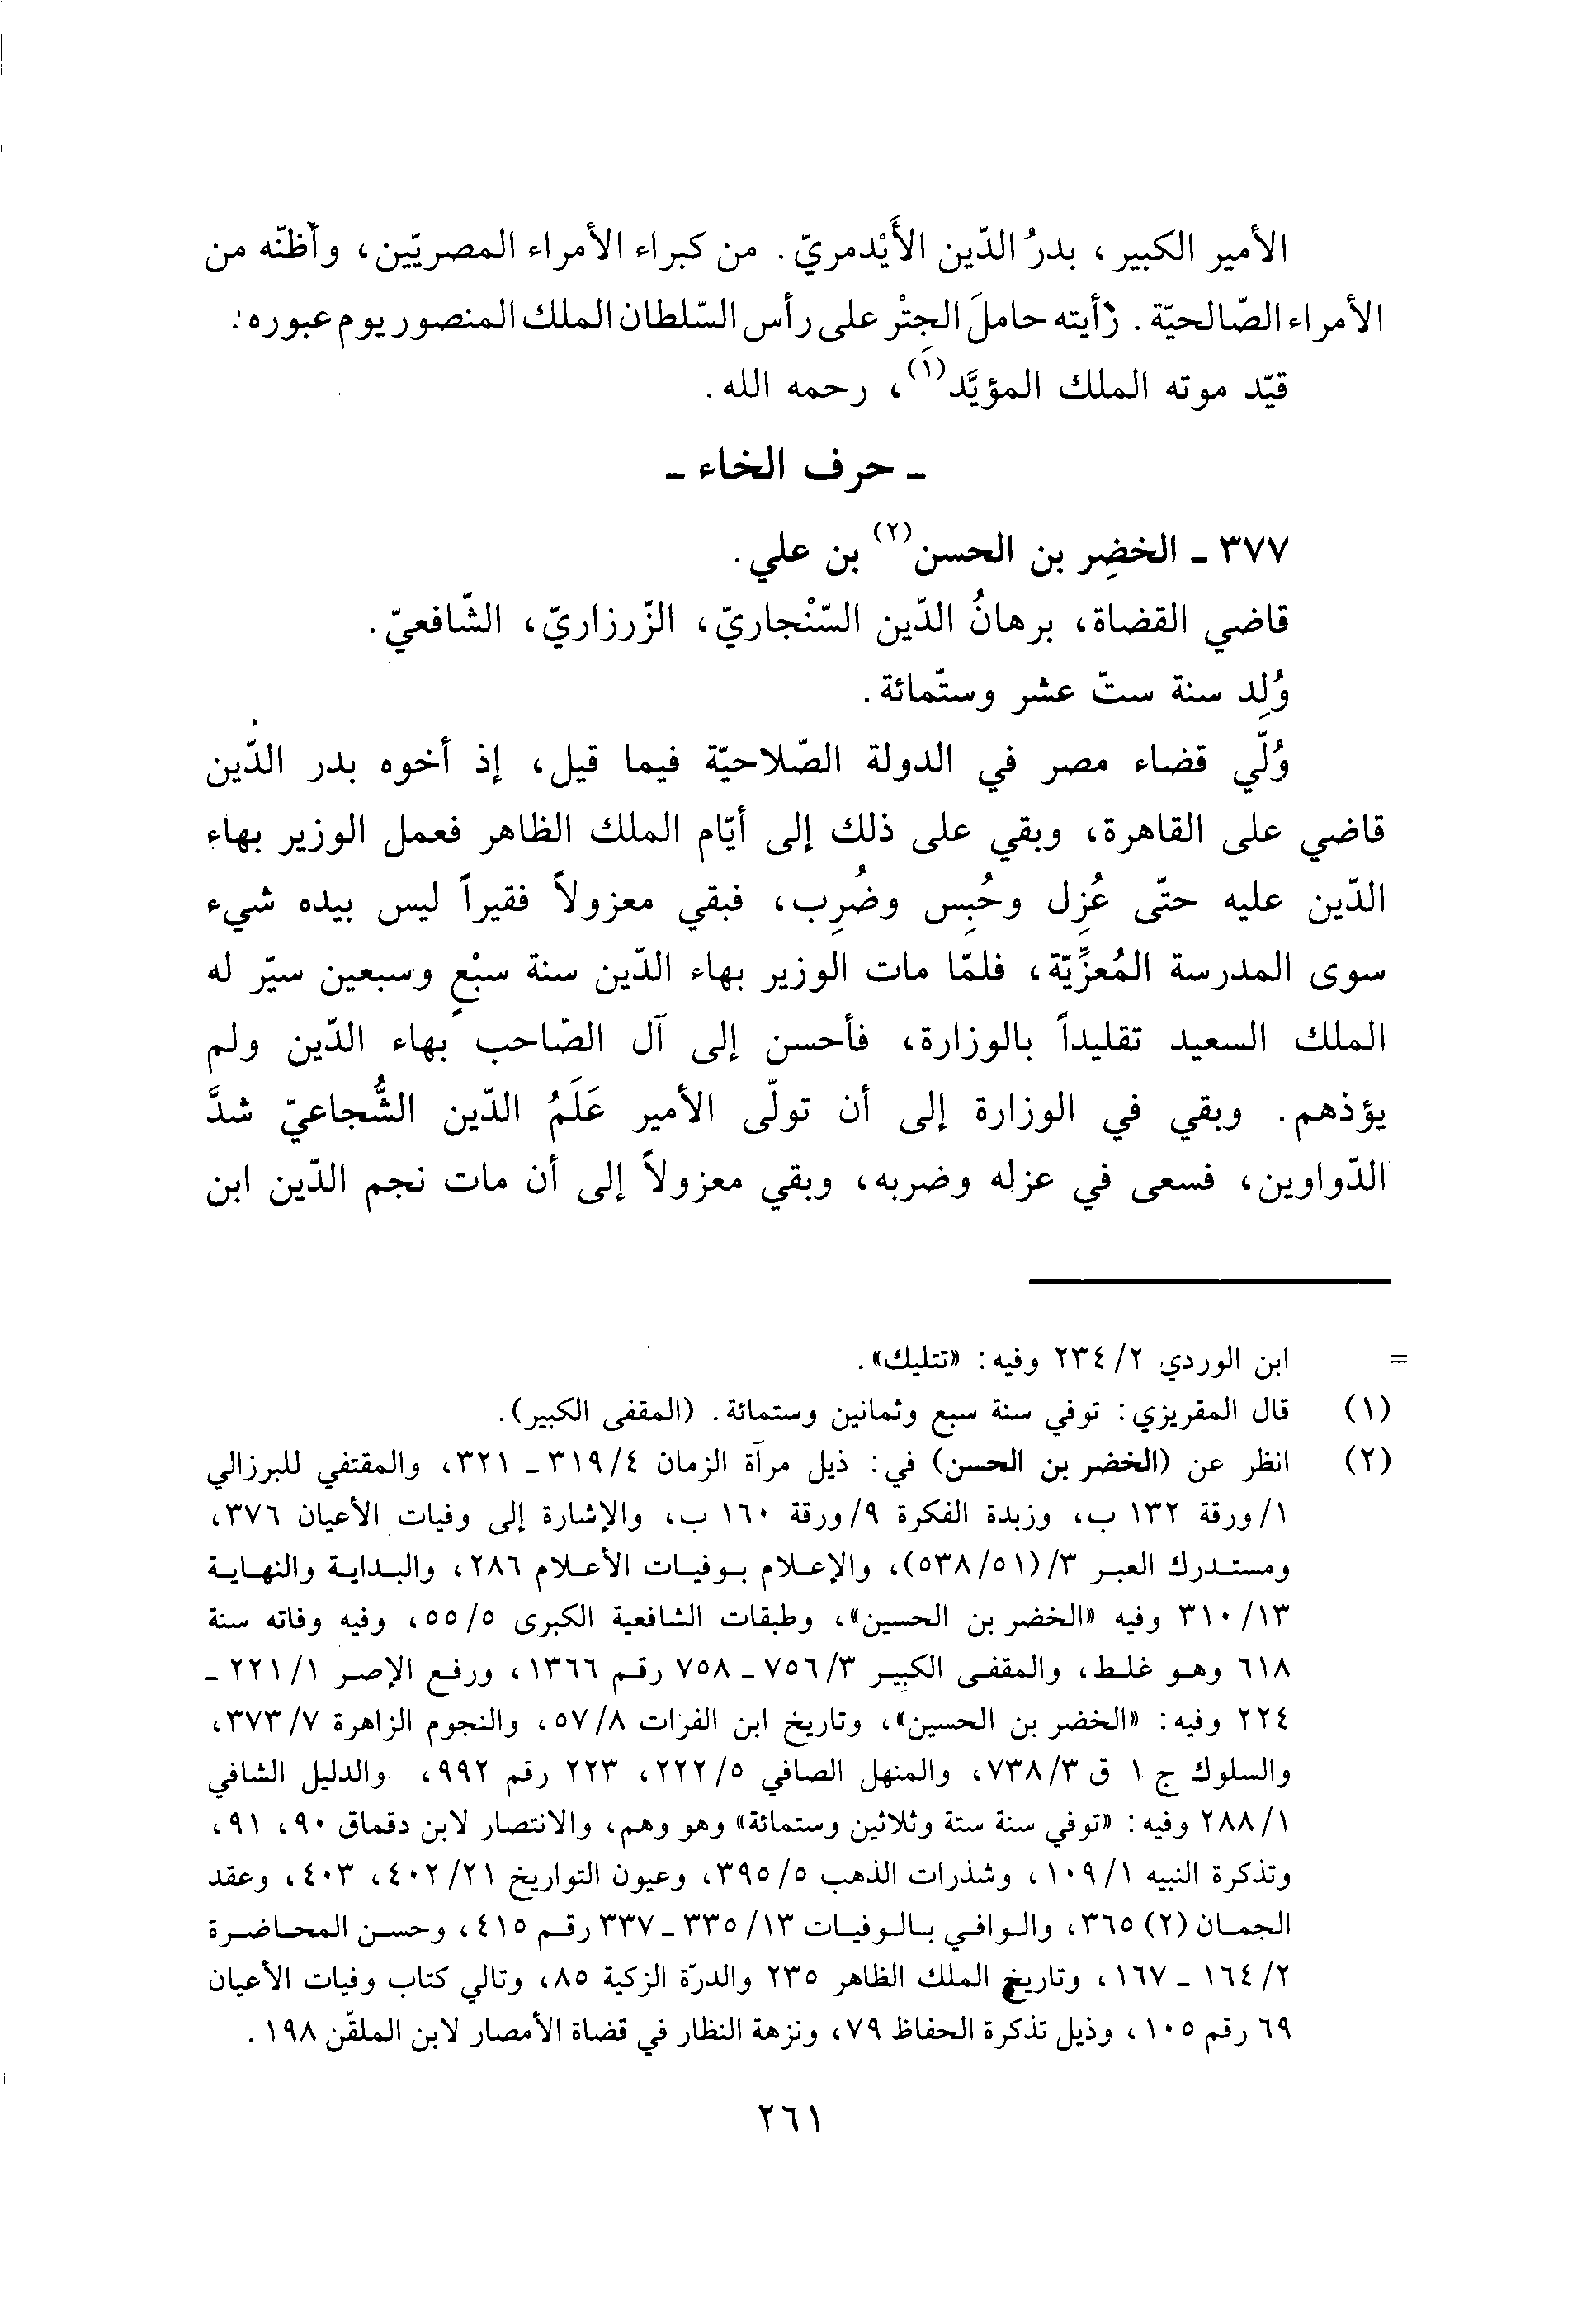 الأمير الكبير، بدرُ الدّين الأَيْدمريّ. من كبراء الأمراء المصريّين، وأظنّه من
الأمراء الصّالحيّة. رأيته حاملَ الجِتْر على رأس السّلطان الملك المنصور يوم عبوره.
قيّد موته الملك المؤيَّد(١)، رحمه الله.
ـ حرف الخاء ـ
٣٧٧ ـ الخضِر بن الحسن(٢) بن علي.
قاضي القضاة، برهانُ الدّين السّنْجاريّ، الزّرزاريّ، الشّافعيّ.
وُلِد سنة ستّ عشر وستّمائة.
وُلّي قضاء مصر في الدولة الصّلاحيّة فيما قيل، إذ أخوه بدر الدّين
قاضي على القاهرة، وبقي على ذلك إلى أيّام الملك الظاهر فعمل الوزير بهاء
الدّين عليه حتّى عُزِل وحُبِس وضُرِب، فبقي معزولاً فقيراً ليس بيده شيء
سوى المدرسة المُعزِّيّة، فلمّا مات الوزير بهاء الدّين سنة سبْعٍ وسبعين سيّر له
الملك السعيد تقليداً بالوزارة، فأحسن إلى آل الصّاحب بهاء الدّين ولم
يؤذهم. وبقي في الوزارة إلى أن تولّى الأمير عَلَمُ الدّين الشُّجاعيّ شدَّ
الدّواوين، فسعى في عزله وضربه، وبقي معزولاً إلى أن مات نجم الدّين ابن
= ابن الوردي ٢/ ٢٣٤ وفيه: «تتليك».
(١) قال المقريزي: توفي سنة سبع وثمانين وستمائة. (المقفى الكبير).
(٢) انظر عن (الخضر بن الحسن) في: ذيل مرآة الزمان ٤/ ٣١٩ ـ ٣٢١، والمقتفي للبرزالي
١/ ورقة ١٣٢ ب، وزبدة الفكرة ٩/ ورقة ١٦٠ ب، والإشارة إلى وفيات الأعيان ٣٧٦،
ومستدرك العبر ٣/ (٥١/ ٥٣٨)، والإعلام بوفيات الأعلام ٢٨٦، والبداية والنهاية
١٣/ ٣١٠ وفيه «الخضر بن الحسين»، وطبقات الشافعية الكبرى ٥/ ٥٥، وفيه وفاته سنة
٦١٨ وهو غلط، والمقفى الكبير ٣/ ٧٥٦ ـ ٧٥٨ رقم ١٣٦٦، ورفع الإصر ١/ ٢٢١ ـ
٢٢٤ وفيه: «الخضر بن الحسين»، وتاريخ ابن الفرات ٨/ ٥٧، والنجوم الزاهرة ٧/ ٣٧٣،
والسلوك ج ١ ق ٣/ ٧٣٨، والمنهل الصافي ٥/ ٢٢٢، ٢٢٣ رقم ٩٩٢، والدليل الشافي
١/ ٢٨٨ وفيه: «توفي سنة ستة وثلاثين وستمائة» وهو وهم، والانتصار لابن دقماق ٩٠، ٩١،
وتذكرة النبيه ١/ ١٠٩، وشذرات الذهب ٥/ ٣٩٥، وعيون التواريخ ٢١/ ٤٠٢، ٤٠٣، وعقد
الجمان (٢) ٣٦٥، والوافي بالوفيات ١٣/ ٣٣٥ ـ ٣٣٧ رقم ٤١٥، وحسن المحاضرة
٢/ ١٦٤ ـ ١٦٧، وتاريخ الملك الظاهر ٢٣٥ والدرّة الزكية ٨٥، وتالي كتاب وفيات الأعيان
٦٩ رقم ١٠٥، وذيل تذكرة الحفاظ ٧٩، ونزهة النظار في قضاة الأمصار لابن الملقّن ١٩٨.
٢٦١